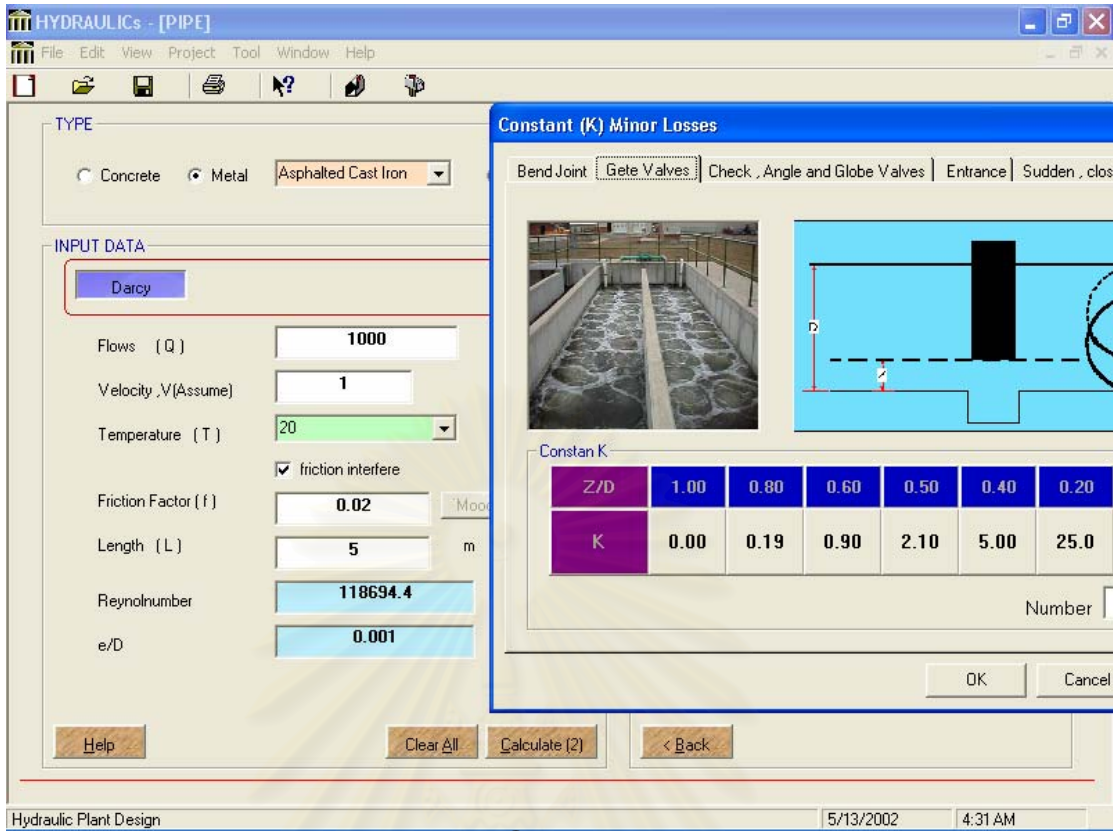 HYDRAULICs - [PIPE]
File Edit View Project Tool Window Help
TYPE
Concrete Metal Asphalted Cast Iron
INPUT DATA
Darcy
Flows ( Q ) 1000
Velocity ,V(Assume) 1
Temperature ( T ) 20
friction interfere
Friction Factor ( f ) 0.02
Length ( L ) 5 m
Reynolnumber 118694.4
e/D 0.001
Help Clear All Calculate (2) < Back
Constant (K) Minor Losses
Bend Joint Gete Valves Check , Angle and Globe Valves Entrance Sudden , clos
D
Constan K
Z/D 1.00 0.80 0.60 0.50 0.40 0.20
K 0.00 0.19 0.90 2.10 5.00 25.0
Number
OK Cancel
Hydraulic Plant Design 5/13/2002 4:31 AM